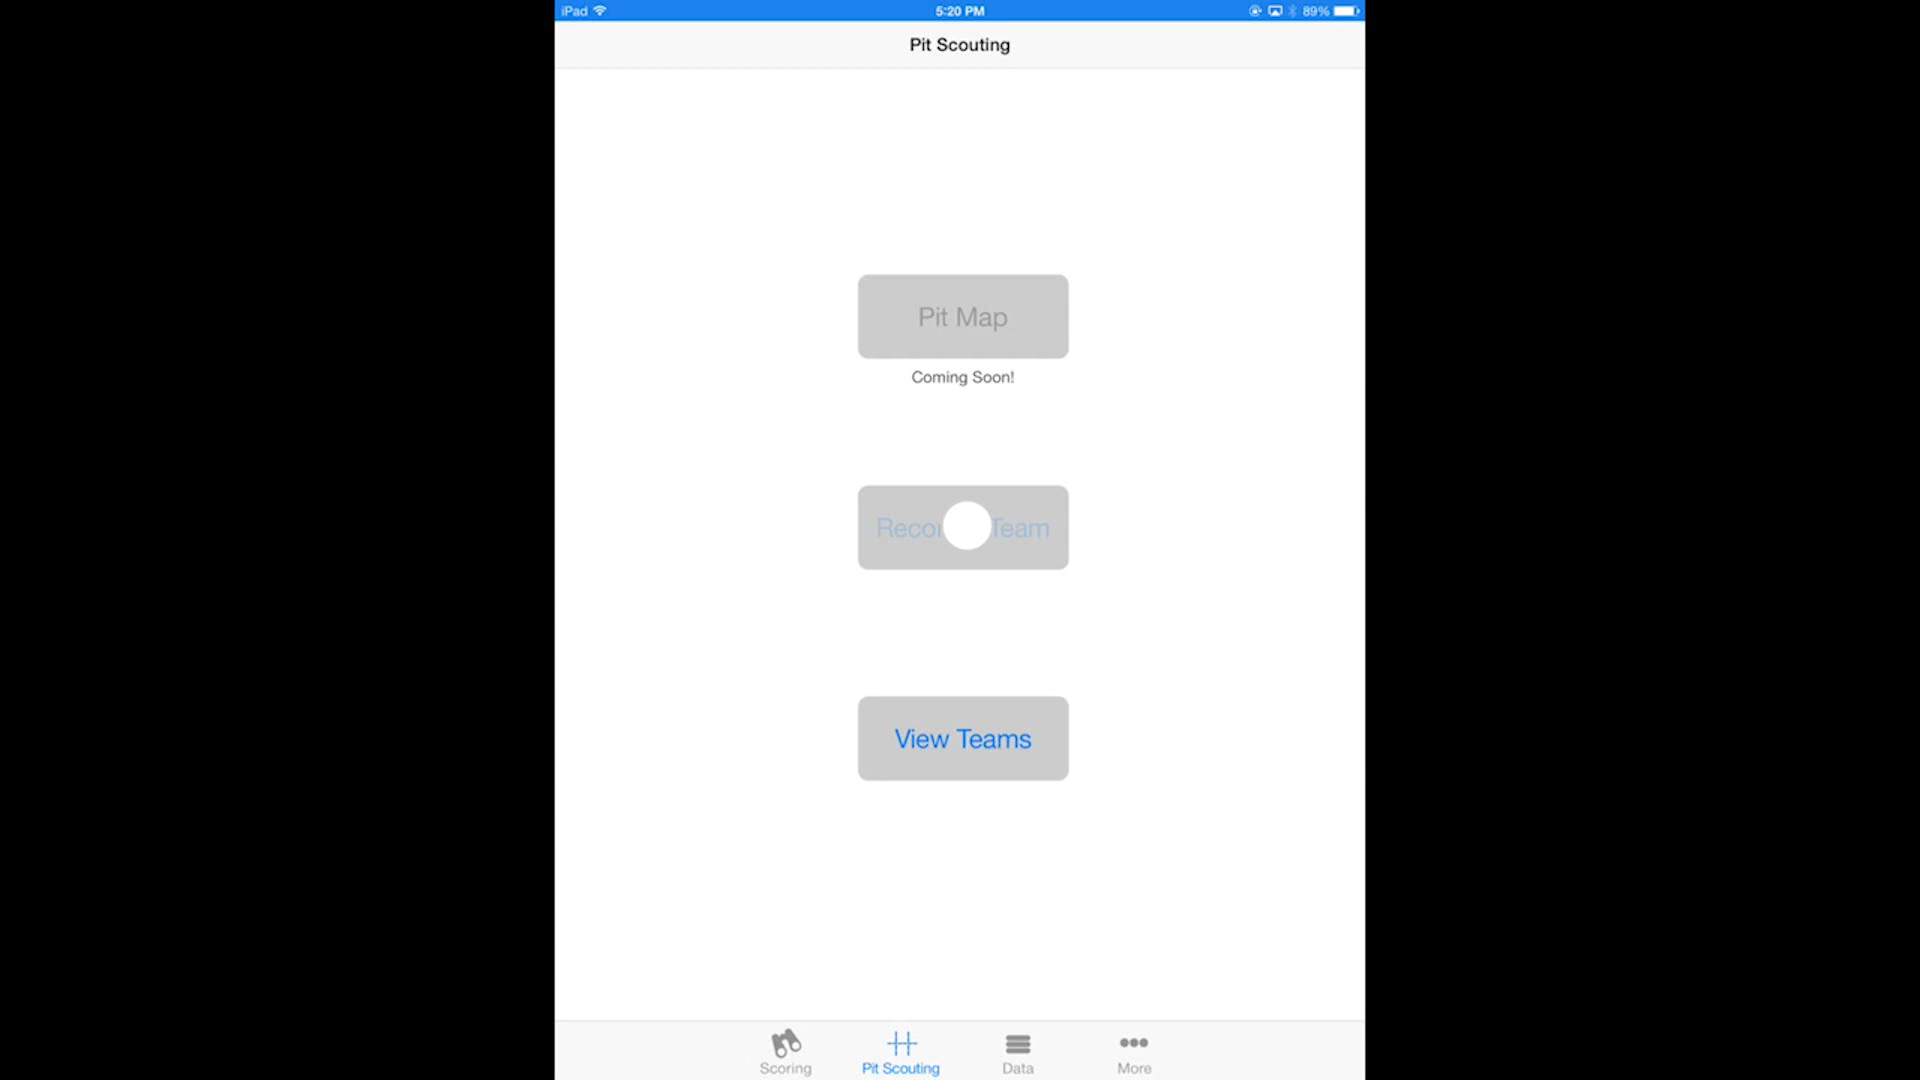 iPad
5:20 PM
89%
Pit Scouting
Pit Map
Coming Soon!
Team
View Teams
Scoring
Pit Scouting
Data
More